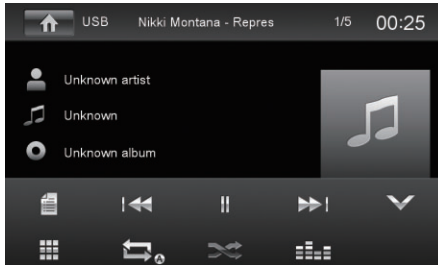 USB Nikki Montana - Repres 1/5 00:25
Unknown artist
Unknown
Unknown album
A